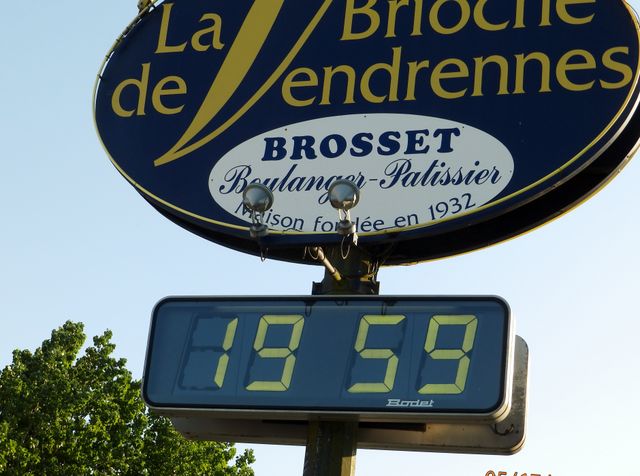 La Brioche
de Vendrennes
BROSSET
Boulanger-Patissier
Maison fondée en 1932
19 59
Bodet